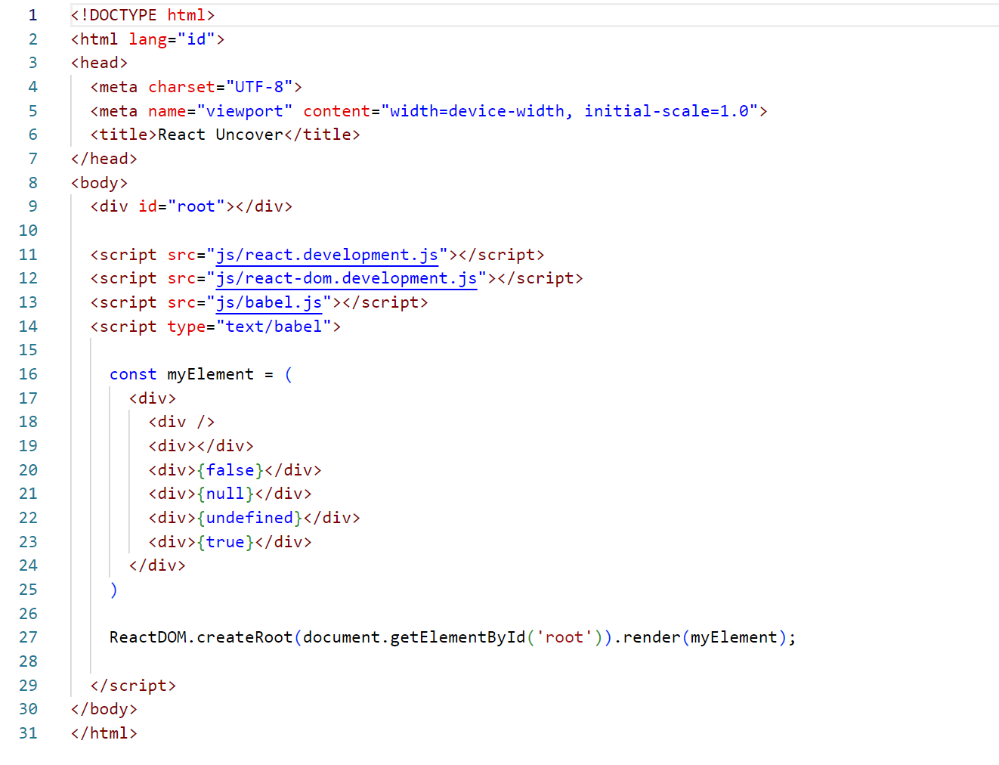 1 <!DOCTYPE html>
2 <html lang="id">
3 <head>
4   <meta charset="UTF-8">
5   <meta name="viewport" content="width=device-width, initial-scale=1.0">
6   <title>React Uncover</title>
7 </head>
8 <body>
9   <div id="root"></div>
10
11   <script src="js/react.development.js"></script>
12   <script src="js/react-dom.development.js"></script>
13   <script src="js/babel.js"></script>
14   <script type="text/babel">
15
16     const myElement = (
17       <div>
18         <div />
19         <div></div>
20         <div>{false}</div>
21         <div>{null}</div>
22         <div>{undefined}</div>
23         <div>{true}</div>
24       </div>
25     )
26
27     ReactDOM.createRoot(document.getElementById('root')).render(myElement);
28
29   </script>
30 </body>
31 </html>